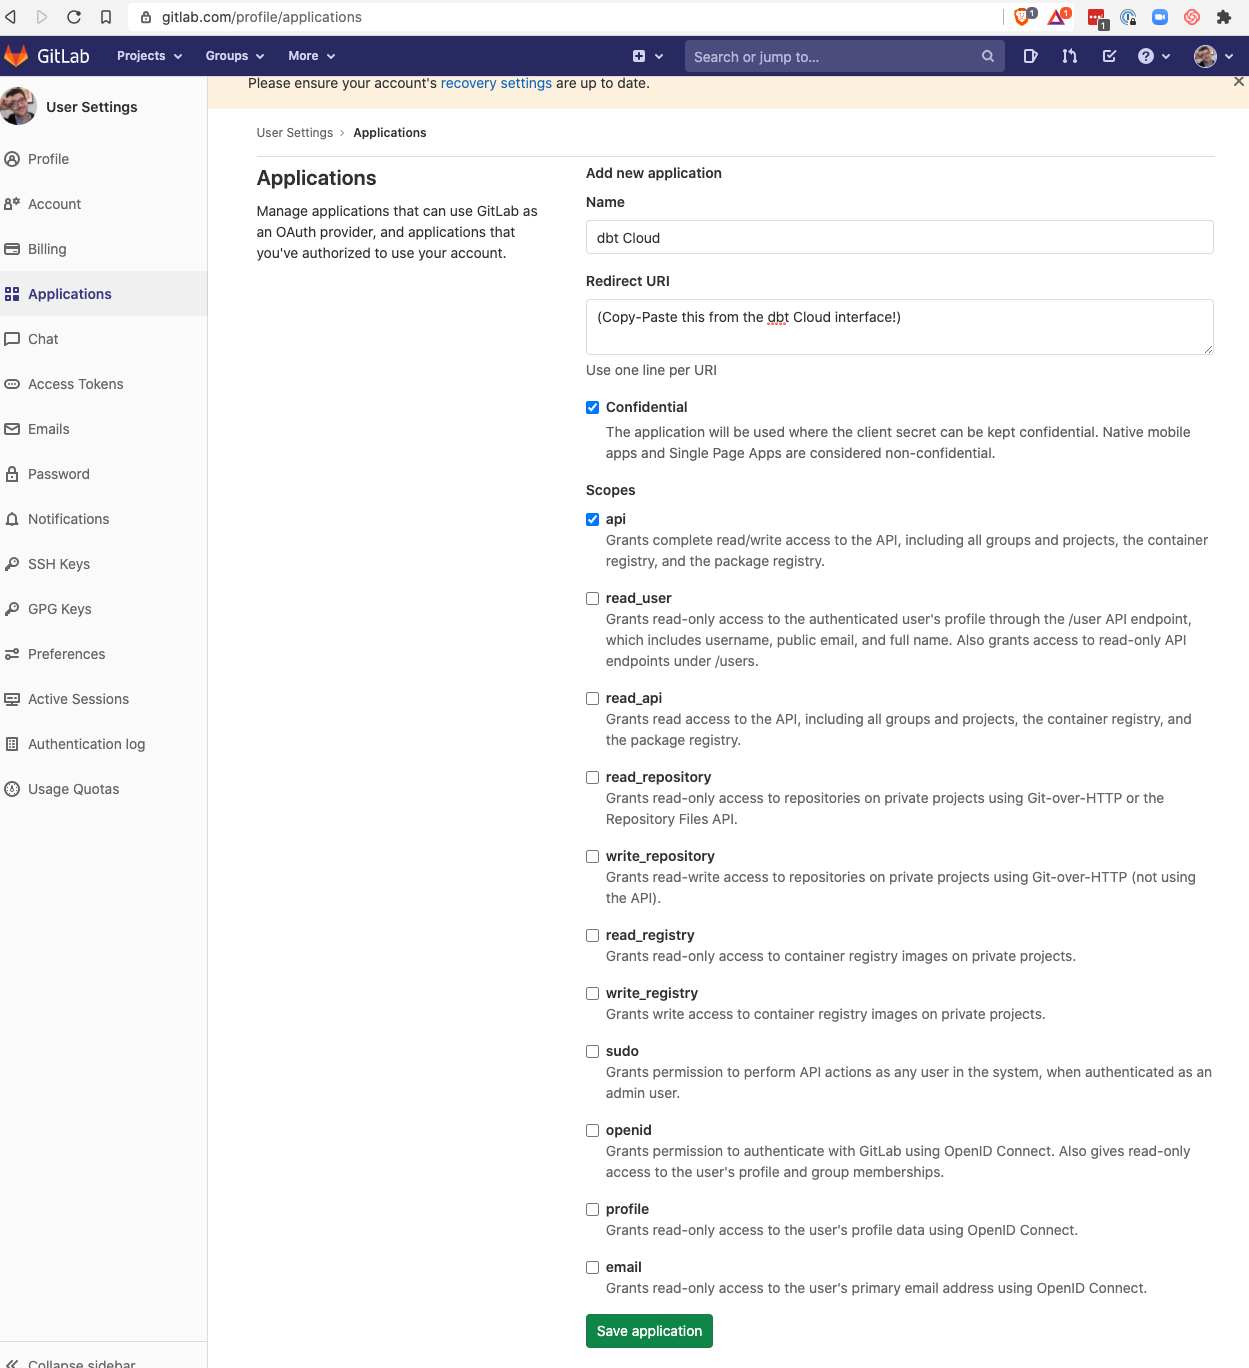 gitlab.com/profile/applications
1
1
1
GitLab
Projects
Groups
More
Search or jump to...
Please ensure your account's recovery settings are up to date.
User Settings
Profile
Account
Billing
Applications
Chat
Access Tokens
Emails
Password
Notifications
SSH Keys
GPG Keys
Preferences
Active Sessions
Authentication log
Usage Quotas
Collapse sidebar
User Settings › Applications
Applications
Manage applications that can use GitLab as
an OAuth provider, and applications that
you've authorized to use your account.
Add new application
Name
dbt Cloud
Redirect URI
(Copy-Paste this from the dbt Cloud interface!)
Use one line per URI
Confidential
The application will be used where the client secret can be kept confidential. Native mobile
apps and Single Page Apps are considered non-confidential.
Scopes
api
Grants complete read/write access to the API, including all groups and projects, the container
registry, and the package registry.
read_user
Grants read-only access to the authenticated user's profile through the /user API endpoint,
which includes username, public email, and full name. Also grants access to read-only API
endpoints under /users.
read_api
Grants read access to the API, including all groups and projects, the container registry, and
the package registry.
read_repository
Grants read-only access to repositories on private projects using Git-over-HTTP or the
Repository Files API.
write_repository
Grants read-write access to repositories on private projects using Git-over-HTTP (not using
the API).
read_registry
Grants read-only access to container registry images on private projects.
write_registry
Grants write access to container registry images on private projects.
sudo
Grants permission to perform API actions as any user in the system, when authenticated as an
admin user.
openid
Grants permission to authenticate with GitLab using OpenID Connect. Also gives read-only
access to the user's profile and group memberships.
profile
Grants read-only access to the user's profile data using OpenID Connect.
email
Grants read-only access to the user's primary email address using OpenID Connect.
Save application